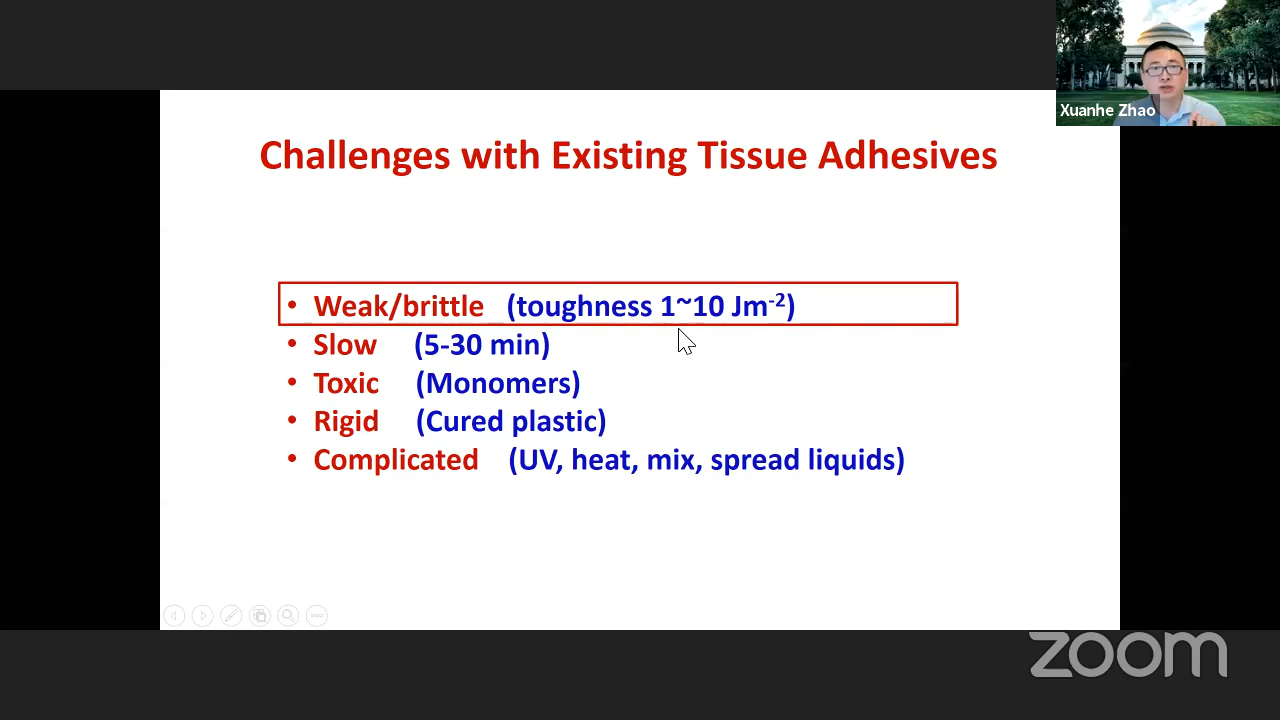 Xuanhe Zhao
Challenges with Existing Tissue Adhesives
• Weak/brittle (toughness 1~10 Jm-2)
• Slow (5-30 min)
• Toxic (Monomers)
• Rigid (Cured plastic)
• Complicated (UV, heat, mix, spread liquids)
zoom